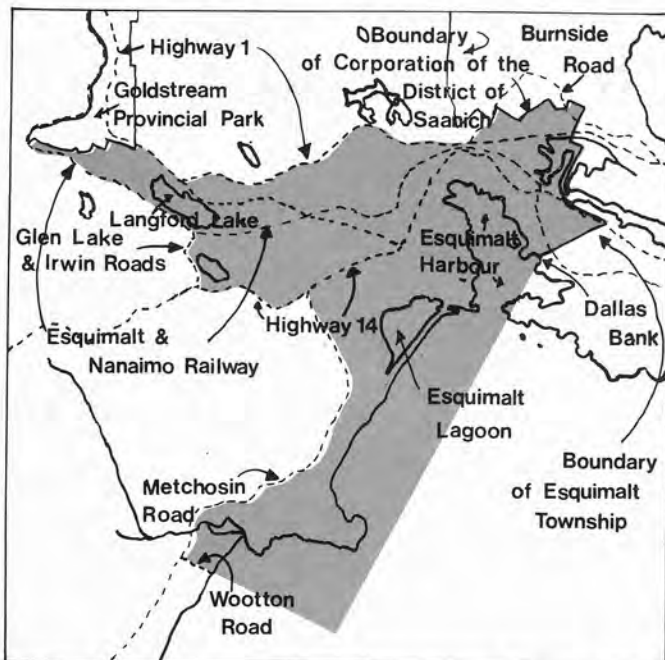 Highway 1
Goldstream
Provincial Park
Boundary
of Corporation of the
District of
Saanich
Burnside
Road
Langford Lake
Glen Lake
& Irwin Roads
Esquimalt
Harbour
Highway 14
Dallas
Bank
Esquimalt &
Nanaimo Railway
Esquimalt
Lagoon
Metchosin
Road
Boundary
of Esquimalt
Township
Wootton
Road